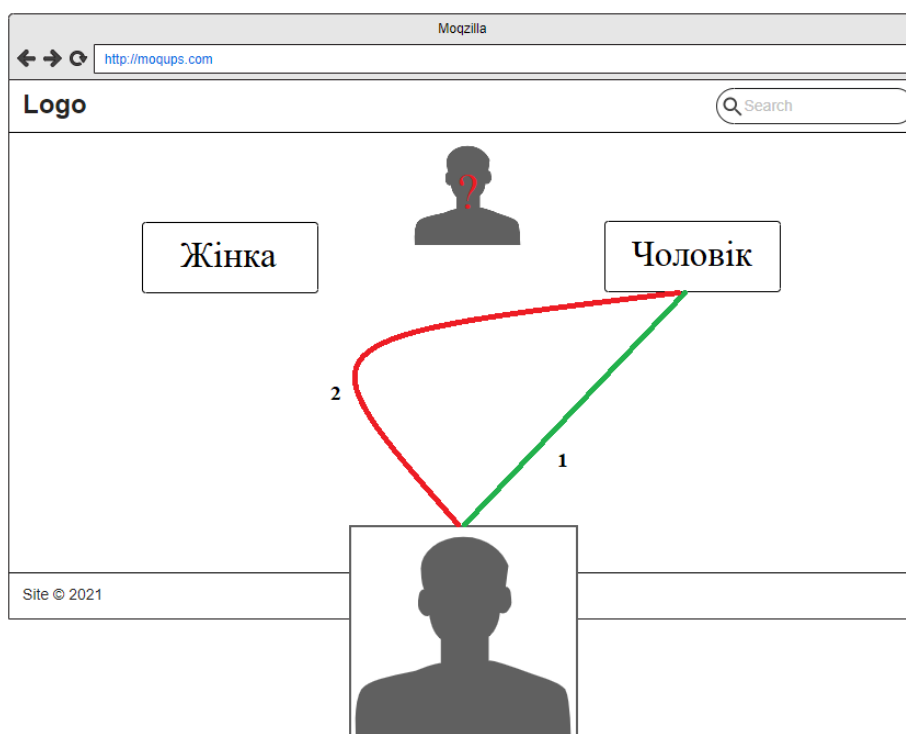 Moqzilla
http://moqups.com
Logo
Search
?
Жінка
Чоловік
2
1
Site © 2021